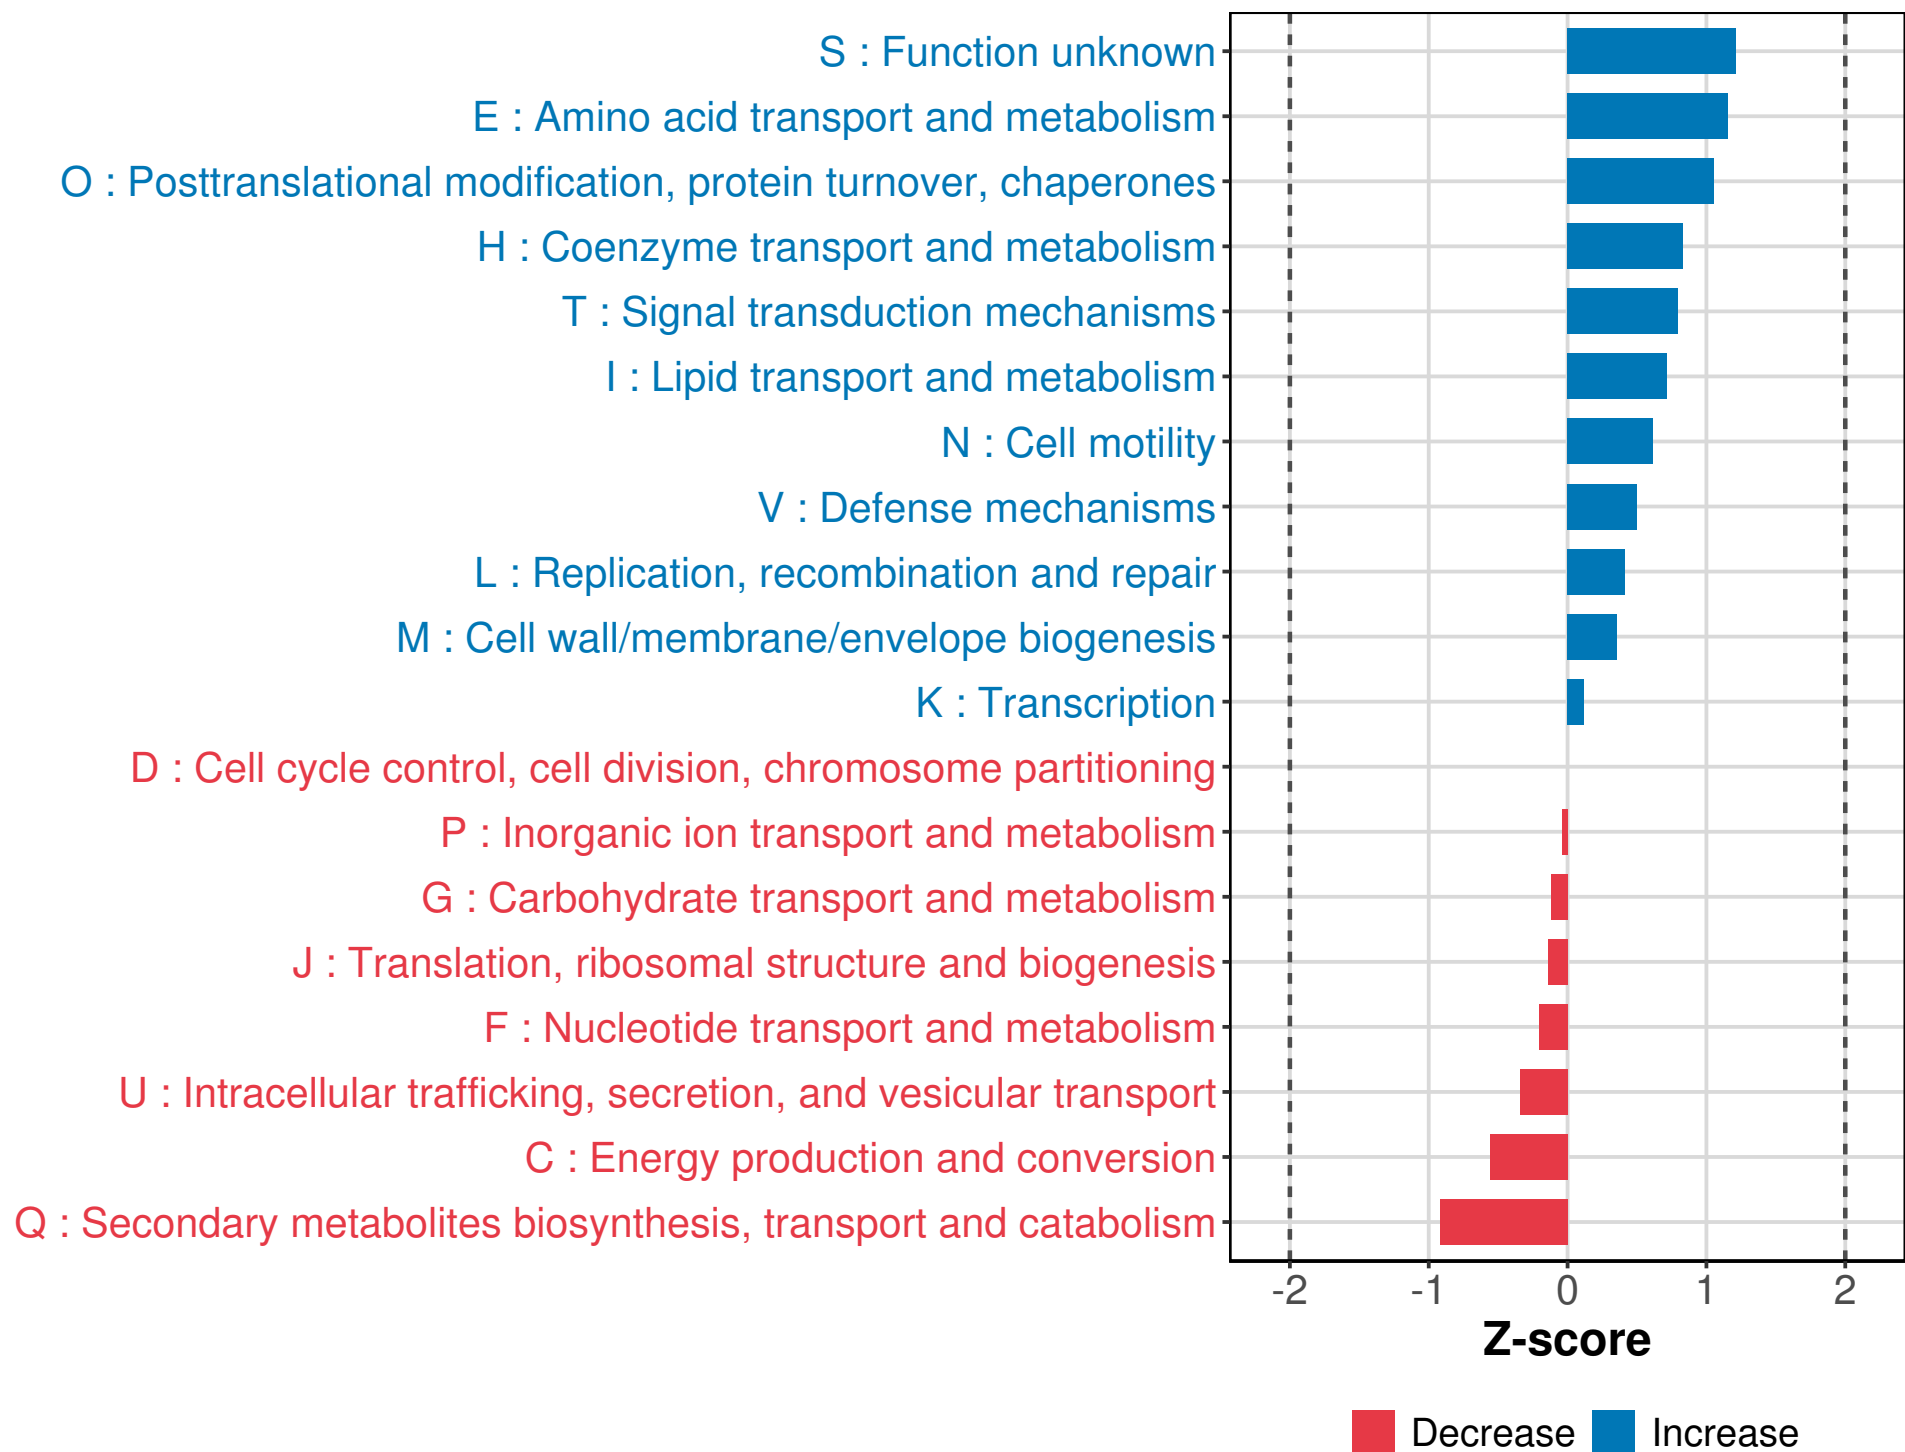 S : Function unknown
E : Amino acid transport and metabolism
O : Posttranslational modification, protein turnover, chaperones
H : Coenzyme transport and metabolism
T : Signal transduction mechanisms
I : Lipid transport and metabolism
N : Cell motility
V : Defense mechanisms
L : Replication, recombination and repair
M : Cell wall/membrane/envelope biogenesis
K : Transcription
D : Cell cycle control, cell division, chromosome partitioning
P : Inorganic ion transport and metabolism
G : Carbohydrate transport and metabolism
J : Translation, ribosomal structure and biogenesis
F : Nucleotide transport and metabolism
U : Intracellular trafficking, secretion, and vesicular transport
C : Energy production and conversion
Q : Secondary metabolites biosynthesis, transport and catabolism
-2 -1 0 1 2
Z-score
Decrease Increase